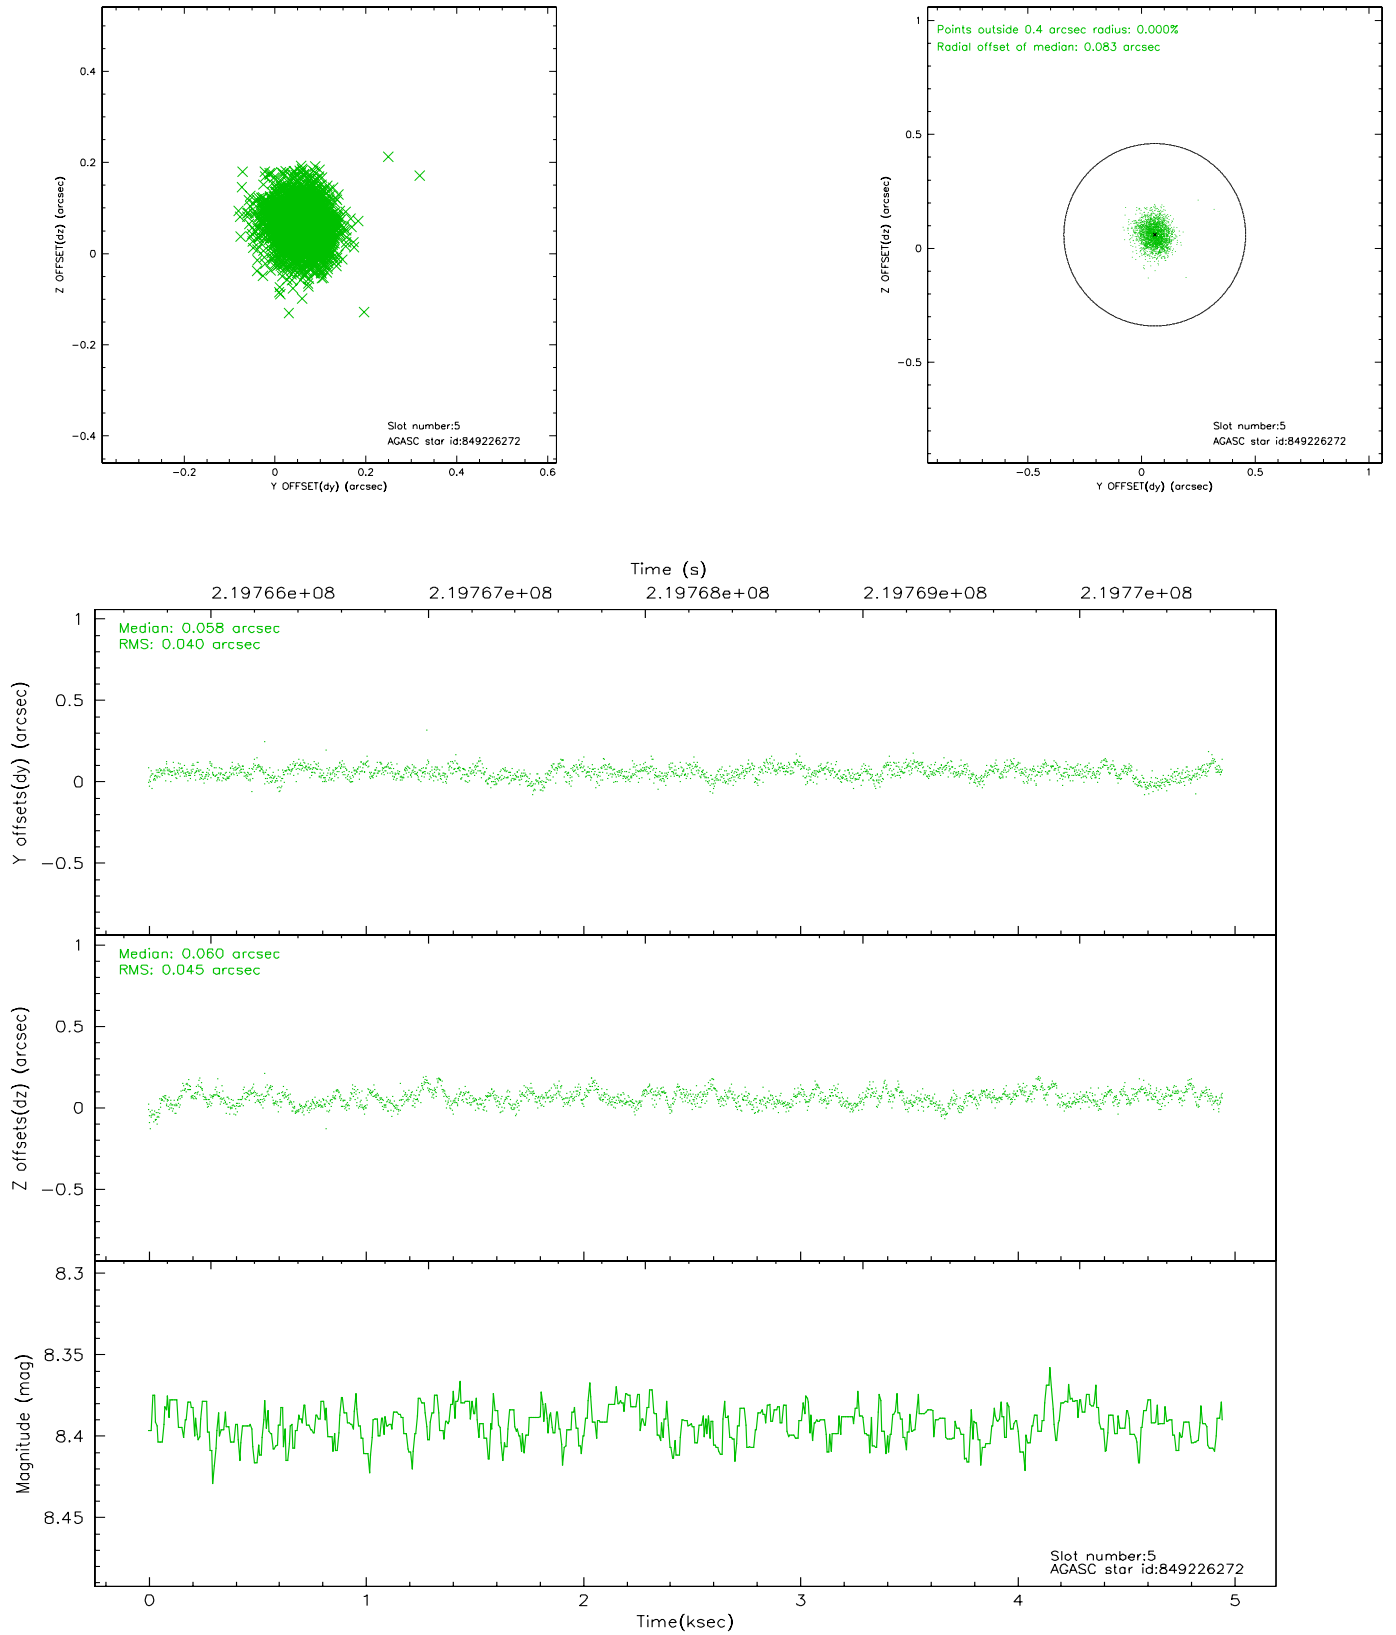 0.4
0.2
0
−0.2
−0.4
Z OFFSET(dz) (arcsec)
Slot number:5
AGASC star id:849226272
−0.2
0
0.2
0.4
0.6
Y OFFSET(dy) (arcsec)
Points outside 0.4 arcsec radius: 0.000%
Radial offset of median: 0.083 arcsec
1
0.5
0
−0.5
Z OFFSET(dz) (arcsec)
Slot number:5
AGASC star id:849226272
−0.5
0
0.5
1
Y OFFSET(dy) (arcsec)
Time (s)
2.19766e+08
2.19767e+08
2.19768e+08
2.19769e+08
2.1977e+08
Median: 0.058 arcsec
RMS: 0.040 arcsec
1
0.5
0
−0.5
Y offsets(dy) (arcsec)
Median: 0.060 arcsec
RMS: 0.045 arcsec
1
0.5
0
−0.5
Z offsets(dz) (arcsec)
8.3
8.35
8.4
8.45
Magnitude (mag)
Slot number:5
AGASC star id:849226272
0
1
2
3
4
5
Time(ksec)